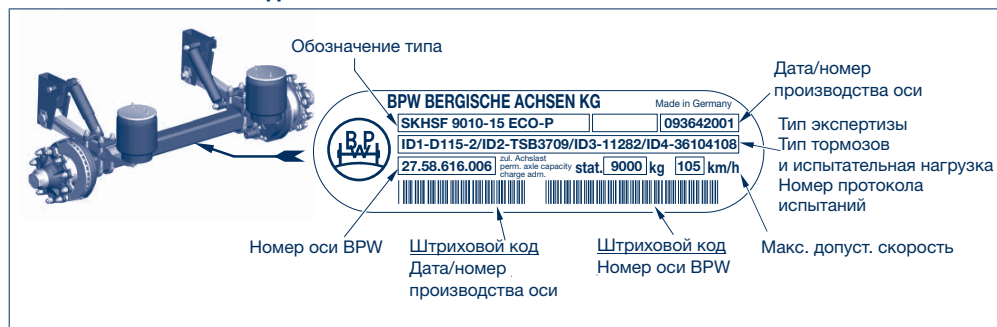 Обозначение типа
BPW BERGISCHE ACHSEN KG
Made in Germany
SKHSF 9010-15 ECO-P
093642001
ID1-D115-2/ID2-TSB3709/ID3-11282/ID4-36104108
27.58.616.006
zul. Achslast
perm. axle capacity
charge adm.
stat. 9000 kg 105 km/h
BPW
Дата/номер
производства оси
Тип экспертизы
Тип тормозов
и испытательная нагрузка
Номер протокола
испытаний
Номер оси BPW
Штриховой код
Дата/номер
производства оси
Штриховой код
Номер оси BPW
Макс. допуст. скорость